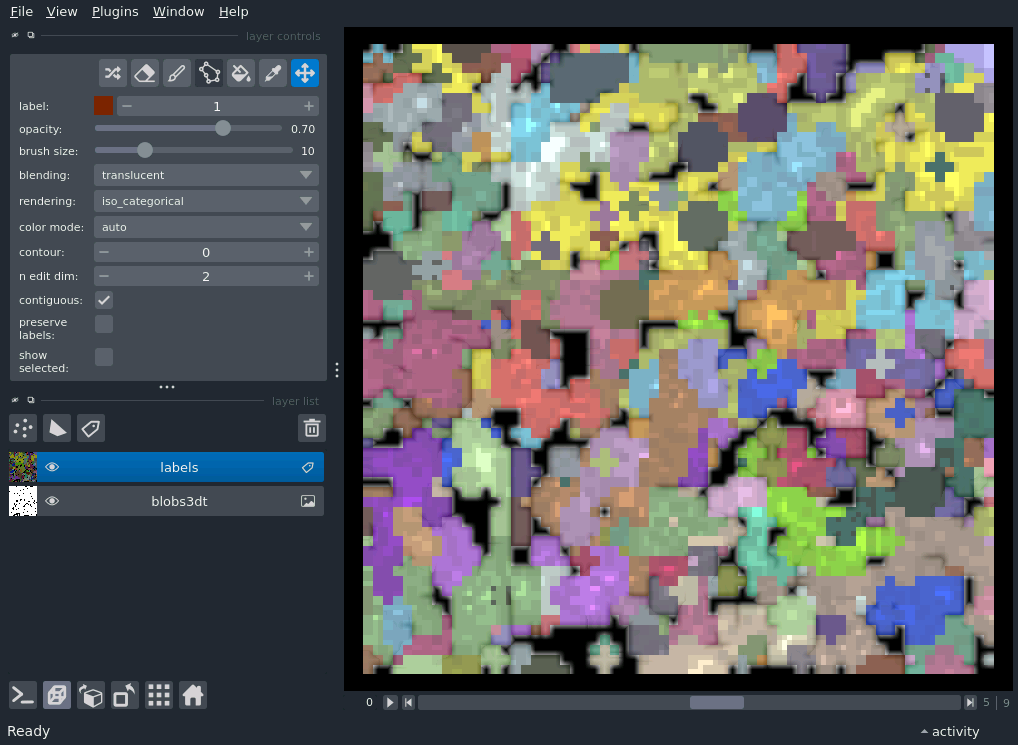 File View Plugins Window Help
layer controls
label: 1
opacity: 0.70
brush size: 10
blending: translucent
rendering: iso_categorical
color mode: auto
contour: 0
n edit dim: 2
contiguous:
preserve
labels:
show
selected:
layer list
labels
blobs3dt
0 5 9
Ready activity